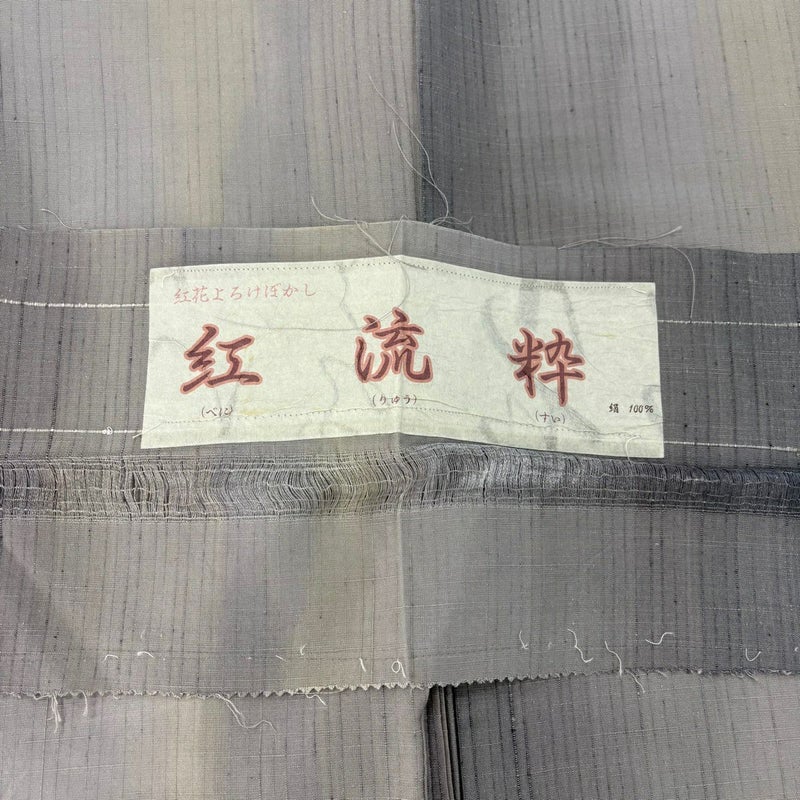 紅花よろけぼかし
紅 流 粋
(べに) (りゅう) (すい)
絹 100%